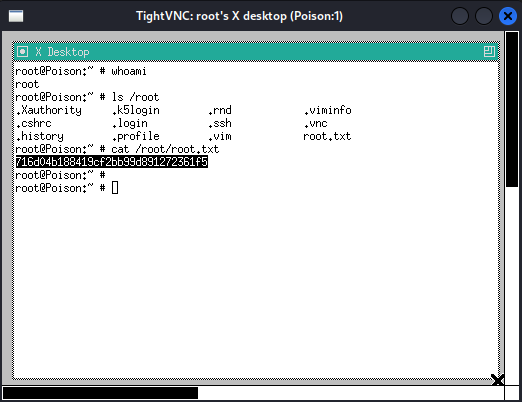 TightVNC: root's X desktop (Poison:1)
X Desktop
root@Poison:~ # whoami
root
root@Poison:~ # ls /root
.Xauthority .k5login .rnd .viminfo
.cshrc .login .ssh .vnc
.history .profile .vim root.txt
root@Poison:~ # cat /root/root.txt
716d04b188419cf2bb99d891272361f5
root@Poison:~ #
root@Poison:~ #